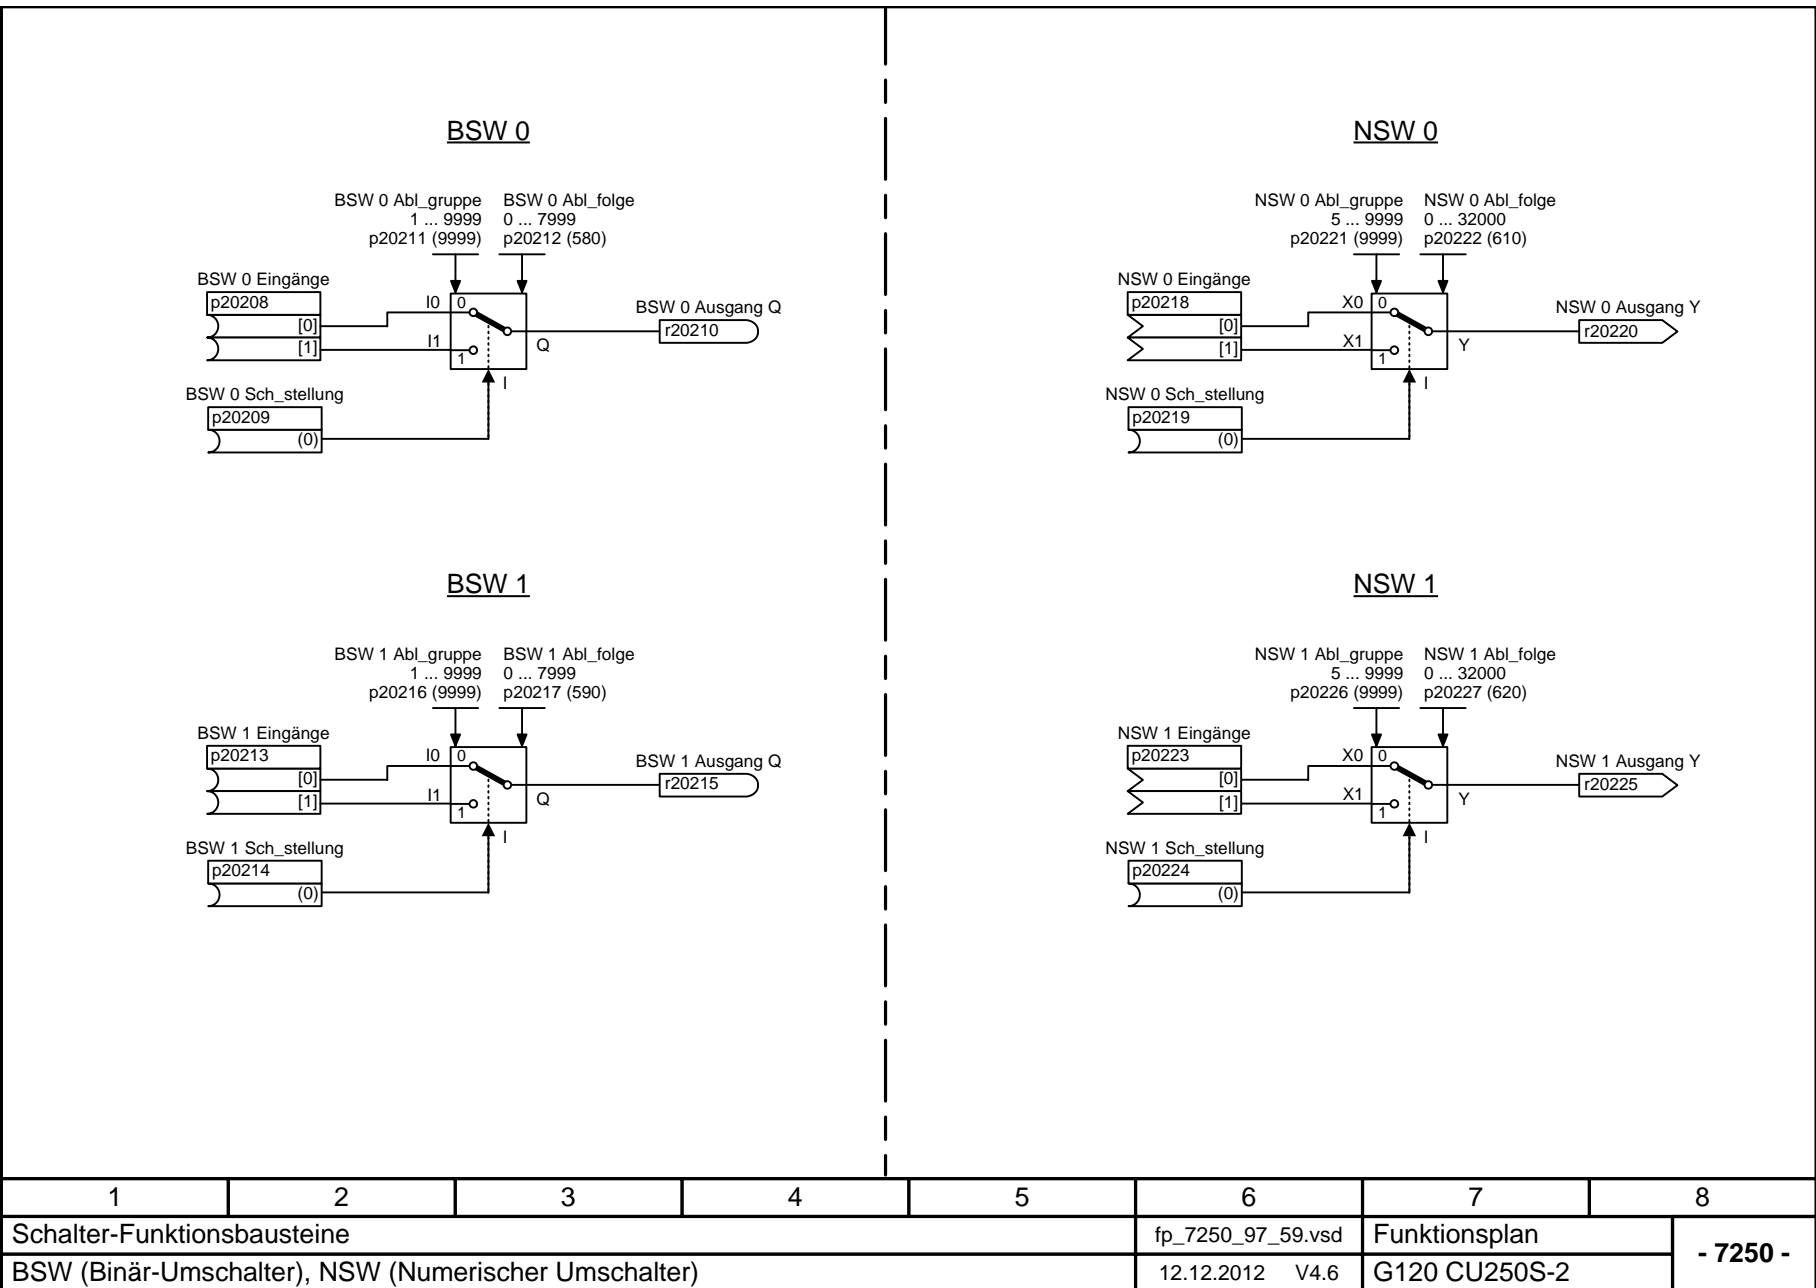 BSW 0
BSW 0 Abl_gruppe
1 ... 9999
p20211 (9999)
BSW 0 Abl_folge
0 ... 7999
p20212 (580)
BSW 0 Eingänge
p20208
[0]
[1]
I0
I1
0
1
Q
I
BSW 0 Ausgang Q
r20210
BSW 0 Sch_stellung
p20209
(0)
BSW 1
BSW 1 Abl_gruppe
1 ... 9999
p20216 (9999)
BSW 1 Abl_folge
0 ... 7999
p20217 (590)
BSW 1 Eingänge
p20213
[0]
[1]
I0
I1
0
1
Q
I
BSW 1 Ausgang Q
r20215
BSW 1 Sch_stellung
p20214
(0)
NSW 0
NSW 0 Abl_gruppe
5 ... 9999
p20221 (9999)
NSW 0 Abl_folge
0 ... 32000
p20222 (610)
NSW 0 Eingänge
p20218
[0]
[1]
X0
X1
0
1
Y
I
NSW 0 Ausgang Y
r20220
NSW 0 Sch_stellung
p20219
(0)
NSW 1
NSW 1 Abl_gruppe
5 ... 9999
p20226 (9999)
NSW 1 Abl_folge
0 ... 32000
p20227 (620)
NSW 1 Eingänge
p20223
[0]
[1]
X0
X1
0
1
Y
I
NSW 1 Ausgang Y
r20225
NSW 1 Sch_stellung
p20224
(0)
1 2 3 4 5 6 7 8
Schalter-Funktionsbausteine
fp_7250_97_59.vsd
Funktionsplan
- 7250 -
BSW (Binär-Umschalter), NSW (Numerischer Umschalter)
12.12.2012 V4.6
G120 CU250S-2